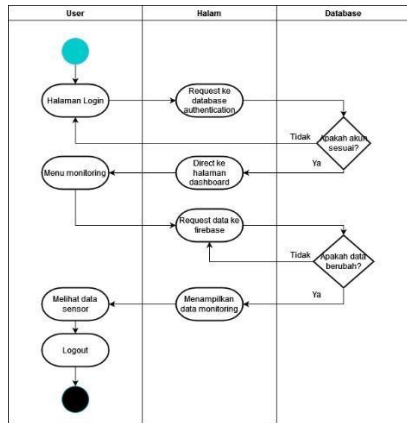 User
Halam
Database
Halaman Login
Request ke
database
authentication
Apakah akun
sesuai?
Tidak
Ya
Menu monitoring
Direct ke
halaman
dashboard
Request data ke
firebase
Apakah data
berubah?
Tidak
Ya
Melihat data
sensor
Menampilkan
data monitoring
Logout